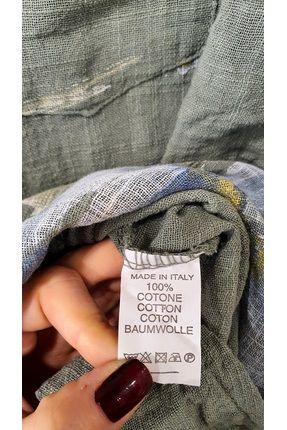 MADE IN ITALY
100%
COTONE
COTTON
COTON
BAUMWOLLE